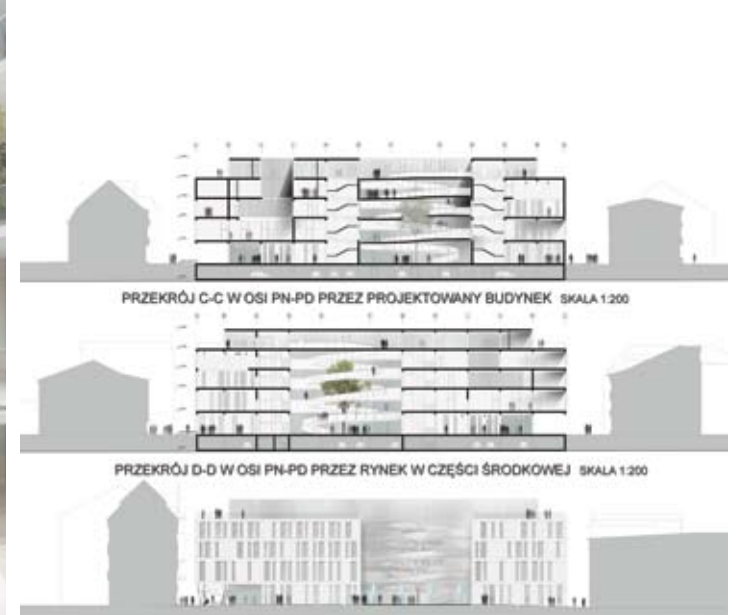 PRZEKRÓJ C-C W OSI PN-PD PRZEZ PROJEKTOWANY BUDYNEK SKALA 1:200
PRZEKRÓJ D-D W OSI PN-PD PRZEZ RYNEK W CZĘŚCI ŚRODKOWEJ SKALA 1:200